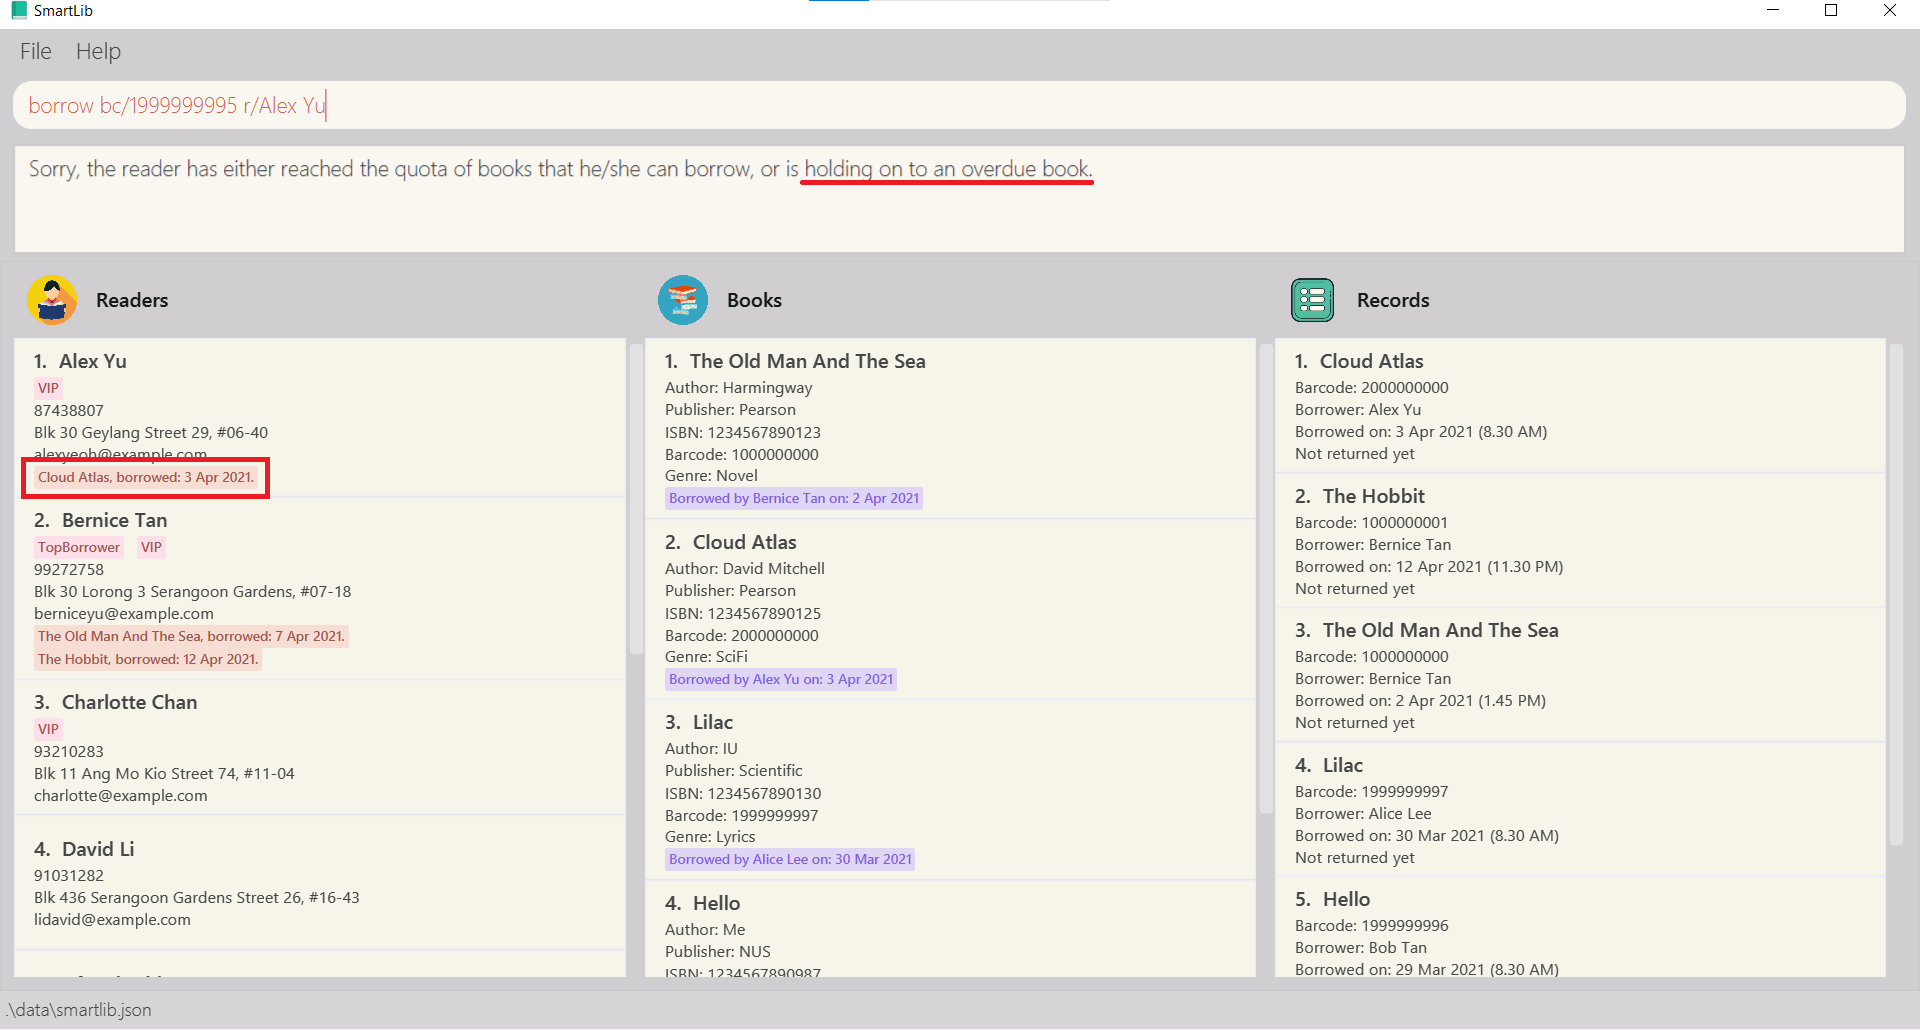 SmartLib
File Help
borrow bc/1999999995 r/Alex Yu
Sorry, the reader has either reached the quota of books that he/she can borrow, or is holding on to an overdue book.
Readers
1. Alex Yu
VIP
87438807
Blk 30 Geylang Street 29, #06-40
alexyeoh@example.com
Cloud Atlas, borrowed: 3 Apr 2021.
2. Bernice Tan
TopBorrower VIP
99272758
Blk 30 Lorong 3 Serangoon Gardens, #07-18
berniceyu@example.com
The Old Man And The Sea, borrowed: 7 Apr 2021.
The Hobbit, borrowed: 12 Apr 2021.
3. Charlotte Chan
VIP
93210283
Blk 11 Ang Mo Kio Street 74, #11-04
charlotte@example.com
4. David Li
91031282
Blk 436 Serangoon Gardens Street 26, #16-43
lidavid@example.com
Books
1. The Old Man And The Sea
Author: Harmingway
Publisher: Pearson
ISBN: 1234567890123
Barcode: 1000000000
Genre: Novel
Borrowed by Bernice Tan on: 2 Apr 2021
2. Cloud Atlas
Author: David Mitchell
Publisher: Pearson
ISBN: 1234567890125
Barcode: 2000000000
Genre: SciFi
Borrowed by Alex Yu on: 3 Apr 2021
3. Lilac
Author: IU
Publisher: Scientific
ISBN: 1234567890130
Barcode: 1999999997
Genre: Lyrics
Borrowed by Alice Lee on: 30 Mar 2021
4. Hello
Author: Me
Publisher: NUS
ISBN: 1234567890987
Records
1. Cloud Atlas
Barcode: 2000000000
Borrower: Alex Yu
Borrowed on: 3 Apr 2021 (8.30 AM)
Not returned yet
2. The Hobbit
Barcode: 1000000001
Borrower: Bernice Tan
Borrowed on: 12 Apr 2021 (11.30 PM)
Not returned yet
3. The Old Man And The Sea
Barcode: 1000000000
Borrower: Bernice Tan
Borrowed on: 2 Apr 2021 (1.45 PM)
Not returned yet
4. Lilac
Barcode: 1999999997
Borrower: Alice Lee
Borrowed on: 30 Mar 2021 (8.30 AM)
Not returned yet
5. Hello
Barcode: 1999999996
Borrower: Bob Tan
Borrowed on: 29 Mar 2021 (8.30 AM)
.\data\smartlib.json